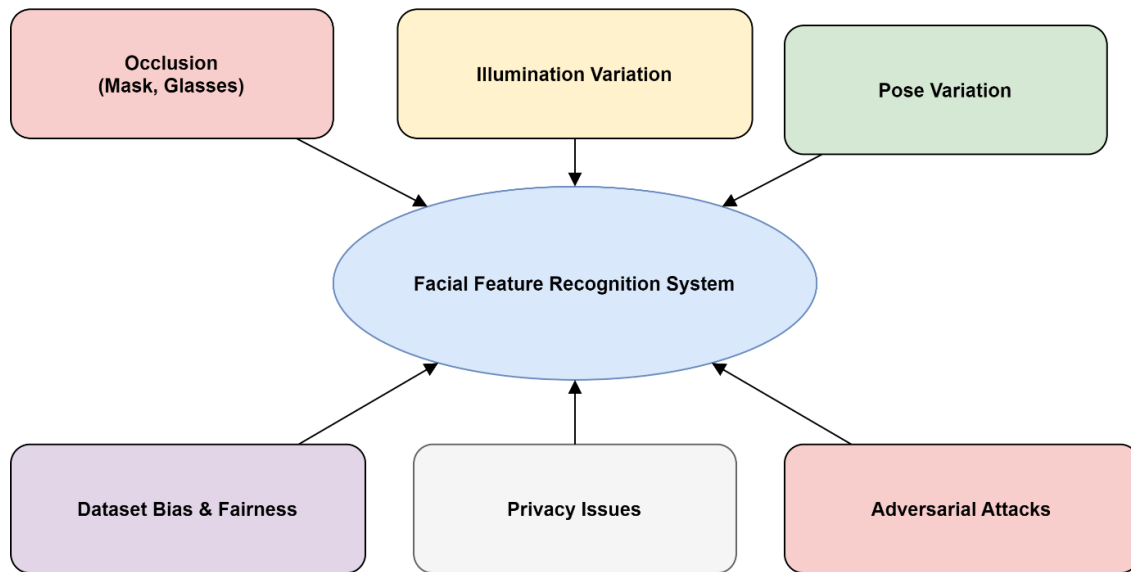 Occlusion
(Mask, Glasses)
Illumination Variation
Pose Variation
Facial Feature Recognition System
Dataset Bias & Fairness
Privacy Issues
Adversarial Attacks